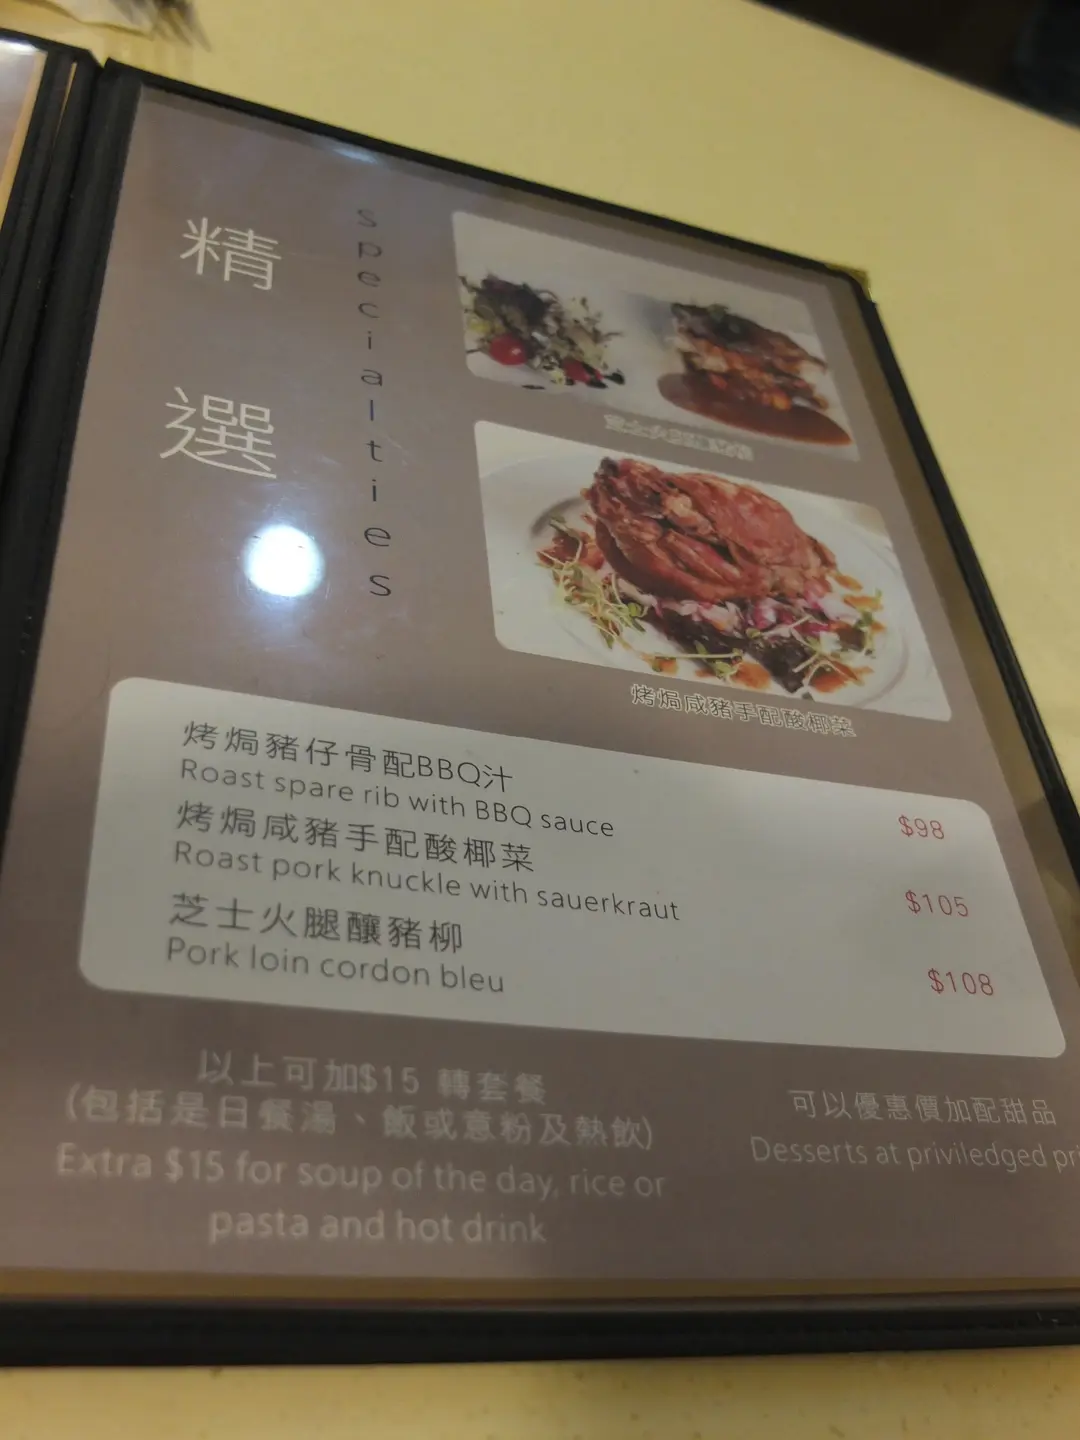 精選
specialties
烤焗咸豬手配酸椰菜
烤焗豬仔骨配BBQ汁
Roast spare rib with BBQ sauce
$98
烤焗咸豬手配酸椰菜
Roast pork knuckle with sauerkraut
$105
芝士火腿釀豬柳
Pork loin cordon bleu
$108
以上可加$15 轉套餐
(包括是日餐湯、飯或意粉及熱飲)
Extra $15 for soup of the day, rice or
pasta and hot drink
可以優惠價加配甜品
Desserts at priviledged